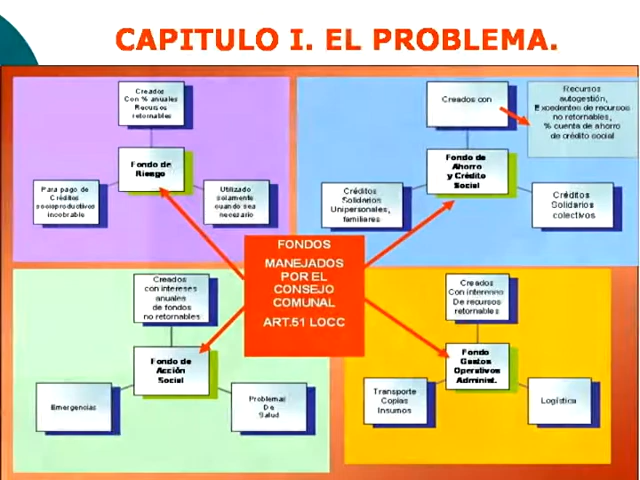 CAPITULO I. EL PROBLEMA.
Creados
Con % anuales
Recursos
retornables
Fondo de
Riesgo
Para pago de
Créditos
socioproductivos
incobrable
Utilizado
solamente
cuando sea
necesario
Creados con
Recursos
autogestión,
Excedentes de recursos
no retornables,
% cuenta de ahorro
de crédito social
Fondo de
Ahorro
y Crédito
Social
Créditos
Solidarios
Unipersonales,
familiares
Créditos
Solidarios
colectivos
FONDOS
MANEJADOS
POR EL
CONSEJO
COMUNAL
ART.51 LOCC
Creados
con intereses
anuales
de fondos
no retornables
Fondo de
Acción
Social
Emergencias
Problemas
De
Salud
Creados
Con intereses
De recursos
retornables
Fondo
Gastos
Operativos
Administ.
Transporte
Copias
Insumos
Logística